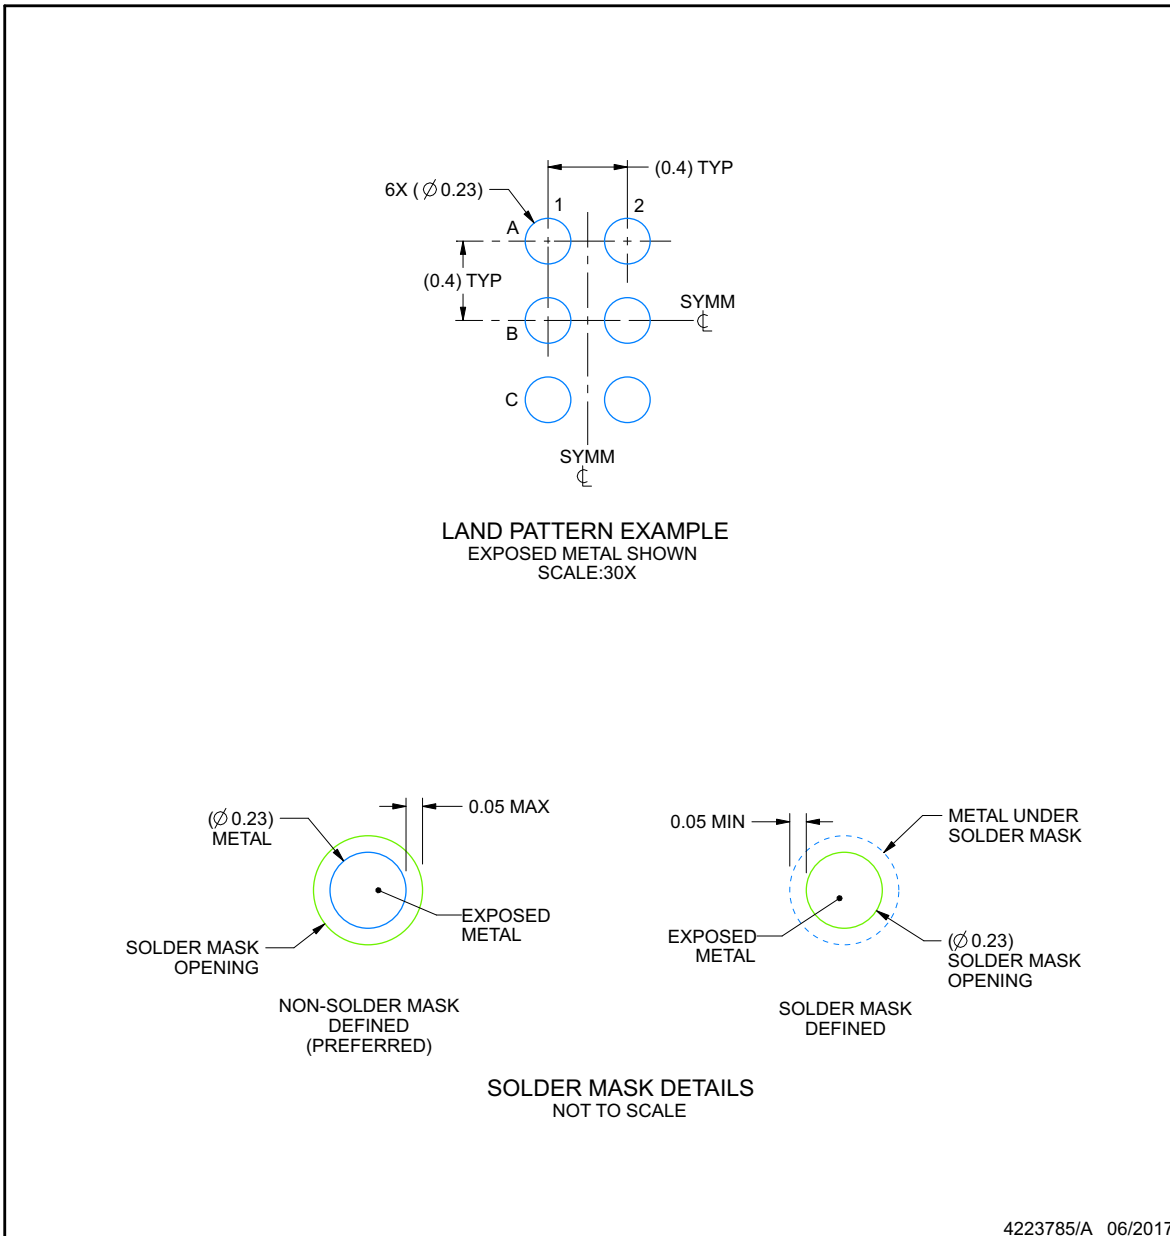 (0.4) TYP
6X ( ∅ 0.23)
1
2
A
(0.4) TYP
SYMM
℄
B
C
SYMM
℄
LAND PATTERN EXAMPLE
EXPOSED METAL SHOWN
SCALE:30X
(∅ 0.23)
METAL
0.05 MAX
EXPOSED
METAL
SOLDER MASK
OPENING
NON-SOLDER MASK
DEFINED
(PREFERRED)
0.05 MIN
METAL UNDER
SOLDER MASK
EXPOSED
METAL
(∅ 0.23)
SOLDER MASK
OPENING
SOLDER MASK
DEFINED
SOLDER MASK DETAILS
NOT TO SCALE
4223785/A 06/2017